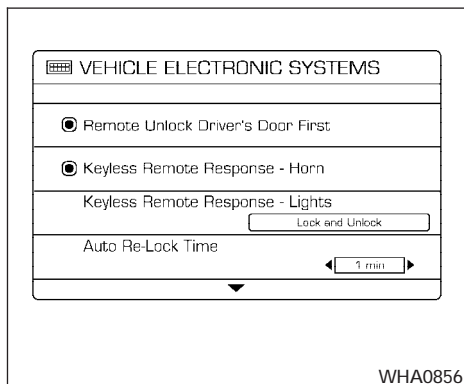 VEHICLE ELECTRONIC SYSTEMS
Remote Unlock Driver's Door First
Keyless Remote Response - Horn
Keyless Remote Response - Lights
Lock and Unlock
Auto Re-Lock Time
1 min
WHA0856